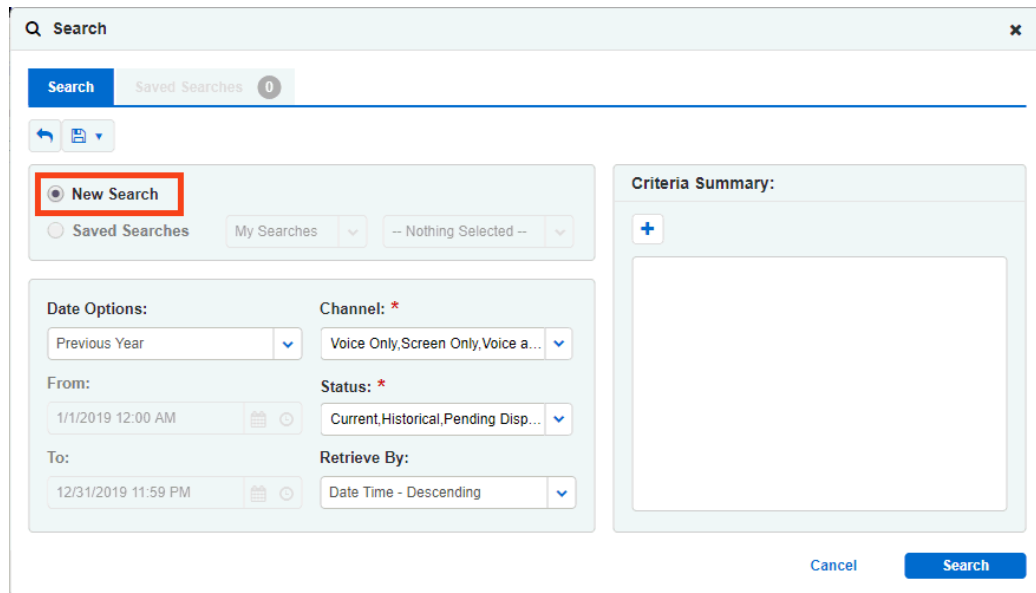 Search
Search
Saved Searches 0
New Search
Saved Searches
My Searches
-- Nothing Selected --
Criteria Summary:
Date Options:
Channel: *
Previous Year
Voice Only,Screen Only,Voice a...
From:
Status: *
1/1/2019 12:00 AM
Current,Historical,Pending Disp...
To:
Retrieve By:
12/31/2019 11:59 PM
Date Time - Descending
Cancel
Search